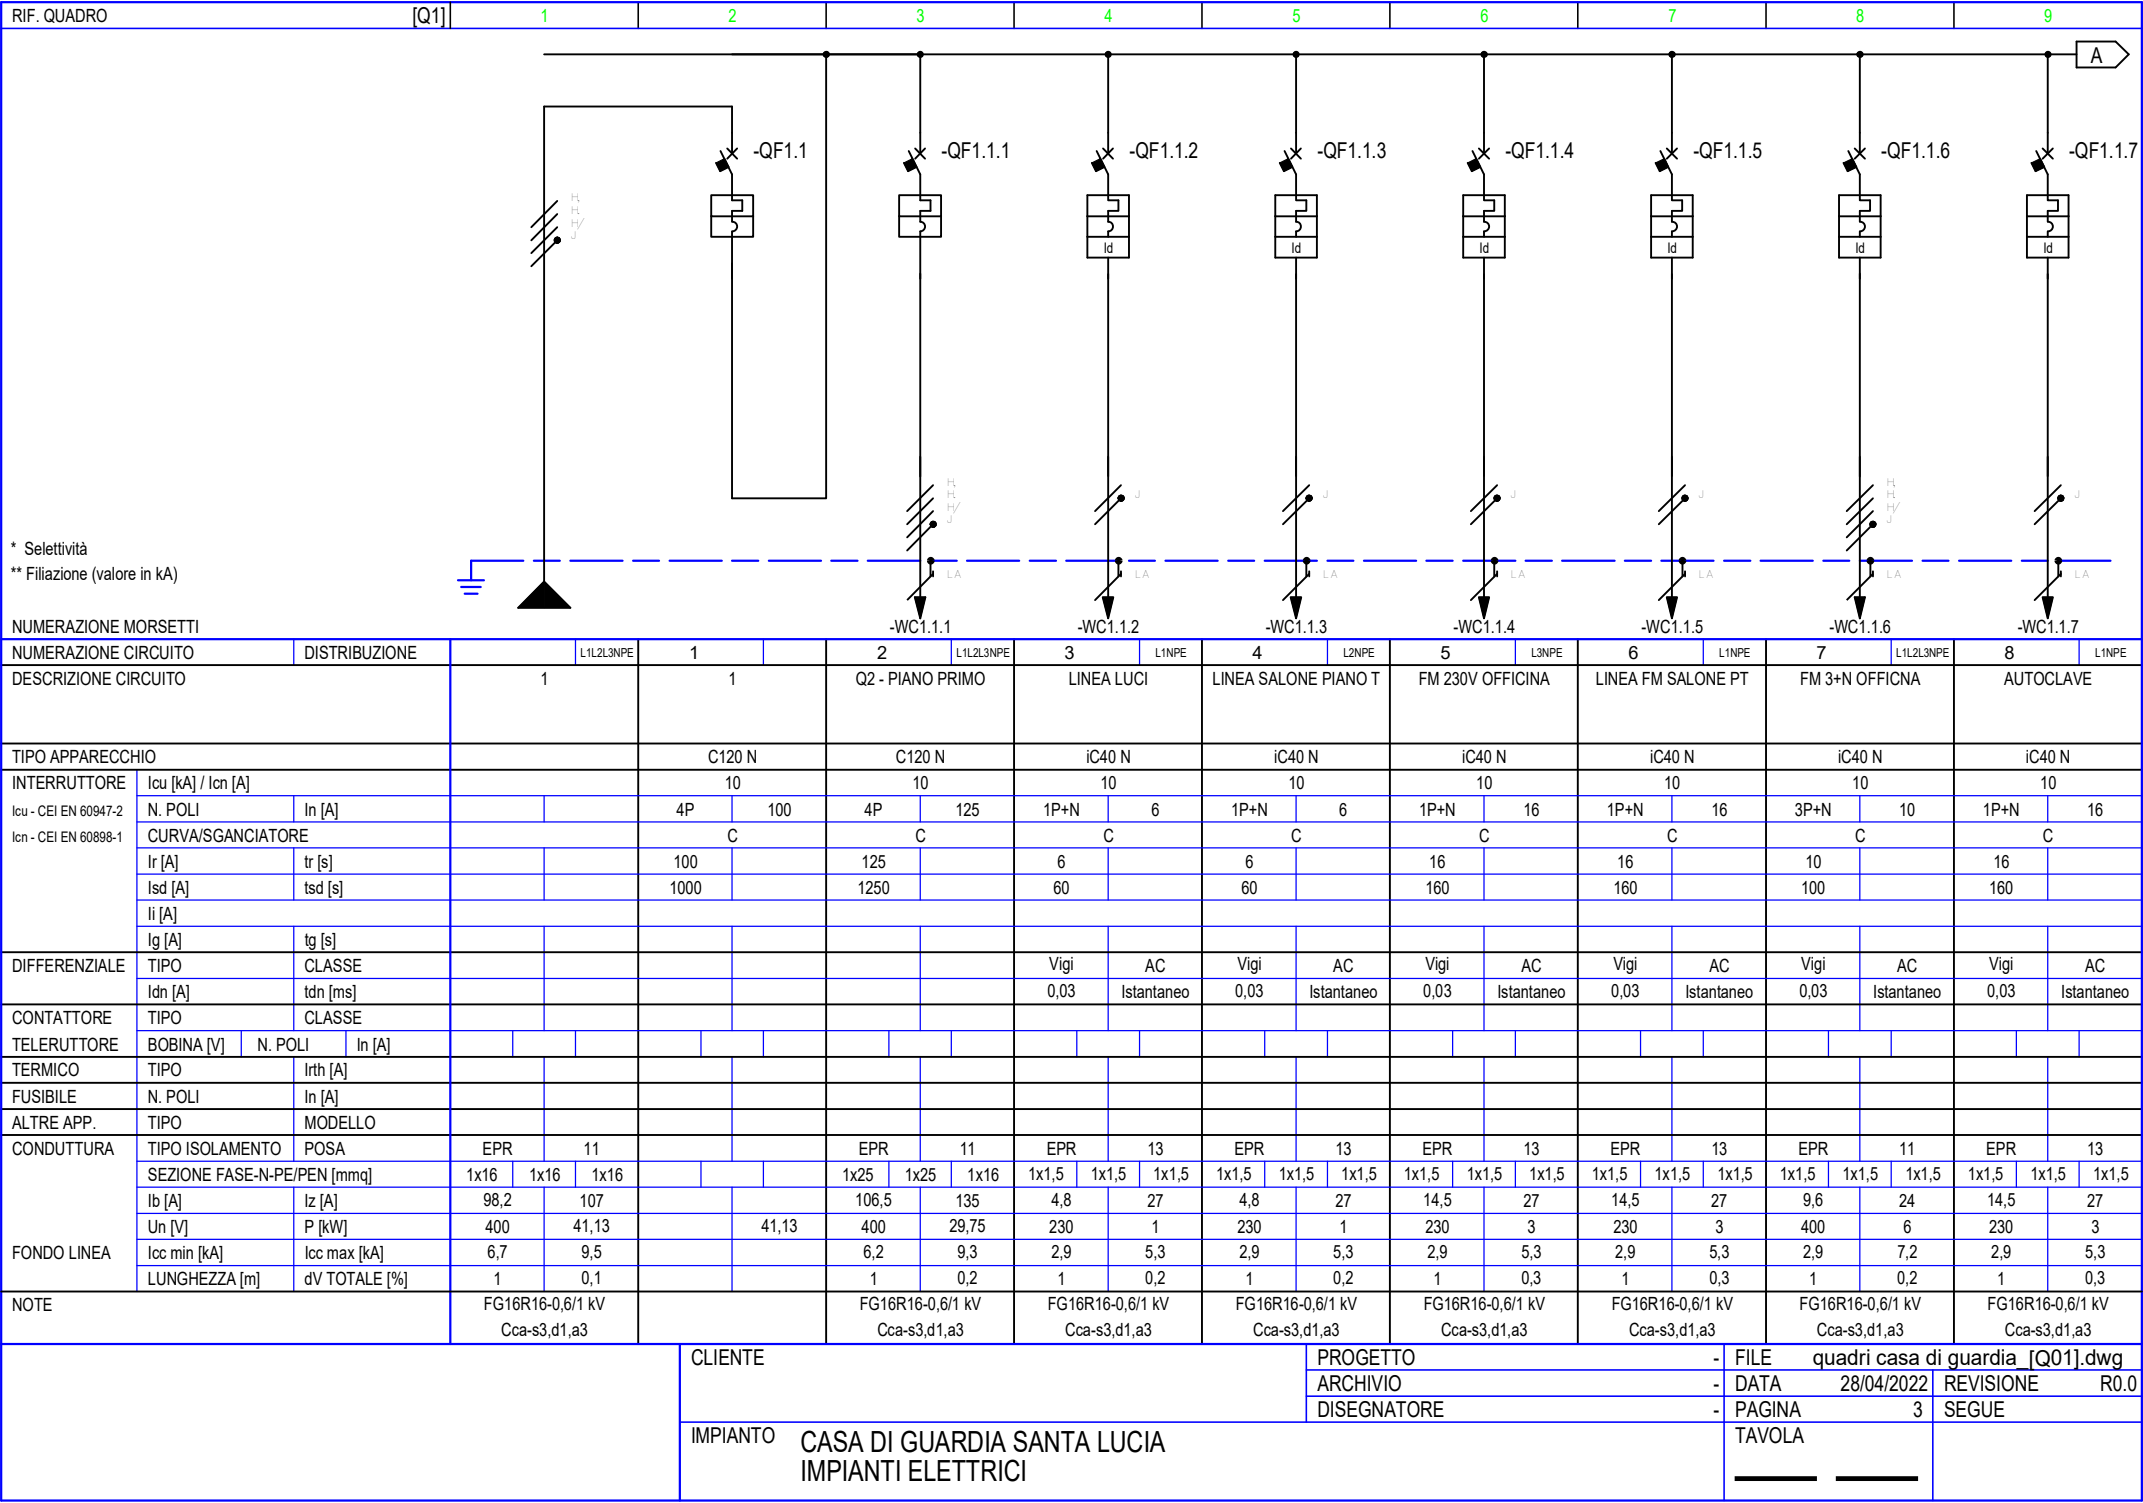 RIF. QUADRO [Q1] 1 2 3 4 5 6 7 8 9
A
-QF1.1 -QF1.1.1 -QF1.1.2 -QF1.1.3 -QF1.1.4 -QF1.1.5 -QF1.1.6 -QF1.1.7
Id Id Id Id Id Id
* Selettività
** Filiazione (valore in kA)
NUMERAZIONE MORSETTI -WC1.1.1 -WC1.1.2 -WC1.1.3 -WC1.1.4 -WC1.1.5 -WC1.1.6 -WC1.1.7
NUMERAZIONE CIRCUITO DISTRIBUZIONE L1L2L3NPE 1 2 L1L2L3NPE 3 L1NPE 4 L2NPE 5 L3NPE 6 L1NPE 7 L1L2L3NPE 8 L1NPE
DESCRIZIONE CIRCUITO 1 1 Q2 - PIANO PRIMO LINEA LUCI LINEA SALONE PIANO T FM 230V OFFICINA LINEA FM SALONE PT FM 3+N OFFICNA AUTOCLAVE
TIPO APPARECCHIO C120 N C120 N iC40 N iC40 N iC40 N iC40 N iC40 N iC40 N
INTERRUTTORE Icu [kA] / Icn [A] 10 10 10 10 10 10 10 10
Icu - CEI EN 60947-2 N. POLI In [A] 4P 100 4P 125 1P+N 6 1P+N 6 1P+N 16 1P+N 16 3P+N 10 1P+N 16
Icn - CEI EN 60898-1 CURVA/SGANCIATORE C C C C C C C C
Ir [A] tr [s] 100 125 6 6 16 16 10 16
Isd [A] tsd [s] 1000 1250 60 60 160 160 100 160
Ii [A]
Ig [A] tg [s]
DIFFERENZIALE TIPO CLASSE Vigi AC Vigi AC Vigi AC Vigi AC Vigi AC Vigi AC
Idn [A] tdn [ms] 0,03 Istantaneo 0,03 Istantaneo 0,03 Istantaneo 0,03 Istantaneo 0,03 Istantaneo 0,03 Istantaneo
CONTATTORE TIPO CLASSE
TELERUTTORE BOBINA [V] N. POLI In [A]
TERMICO TIPO Irth [A]
FUSIBILE N. POLI In [A]
ALTRE APP. TIPO MODELLO
CONDUTTURA TIPO ISOLAMENTO POSA EPR 11 EPR 11 EPR 13 EPR 13 EPR 13 EPR 13 EPR 11 EPR 13
SEZIONE FASE-N-PE/PEN [mmq] 1x16 1x16 1x16 1x25 1x25 1x16 1x1,5 1x1,5 1x1,5 1x1,5 1x1,5 1x1,5 1x1,5 1x1,5 1x1,5 1x1,5 1x1,5 1x1,5 1x1,5 1x1,5 1x1,5 1x1,5 1x1,5 1x1,5
Ib [A] Iz [A] 98,2 107 106,5 135 4,8 27 4,8 27 14,5 27 14,5 27 9,6 24 14,5 27
Un [V] P [kW] 400 41,13 41,13 400 29,75 230 1 230 1 230 3 230 3 400 6 230 3
FONDO LINEA Icc min [kA] Icc max [kA] 6,7 9,5 6,2 9,3 2,9 5,3 2,9 5,3 2,9 5,3 2,9 5,3 2,9 7,2 2,9 5,3
LUNGHEZZA [m] dV TOTALE [%] 1 0,1 1 0,2 1 0,2 1 0,2 1 0,3 1 0,3 1 0,2 1 0,3
NOTE FG16R16-0,6/1 kV FG16R16-0,6/1 kV FG16R16-0,6/1 kV FG16R16-0,6/1 kV FG16R16-0,6/1 kV FG16R16-0,6/1 kV FG16R16-0,6/1 kV FG16R16-0,6/1 kV
Cca-s3,d1,a3 Cca-s3,d1,a3 Cca-s3,d1,a3 Cca-s3,d1,a3 Cca-s3,d1,a3 Cca-s3,d1,a3 Cca-s3,d1,a3 Cca-s3,d1,a3
CLIENTE PROGETTO - FILE quadri casa di guardia_[Q01].dwg
ARCHIVIO - DATA 28/04/2022 REVISIONE R0.0
DISEGNATORE - PAGINA 3 SEGUE
IMPIANTO CASA DI GUARDIA SANTA LUCIA TAVOLA
IMPIANTI ELETTRICI